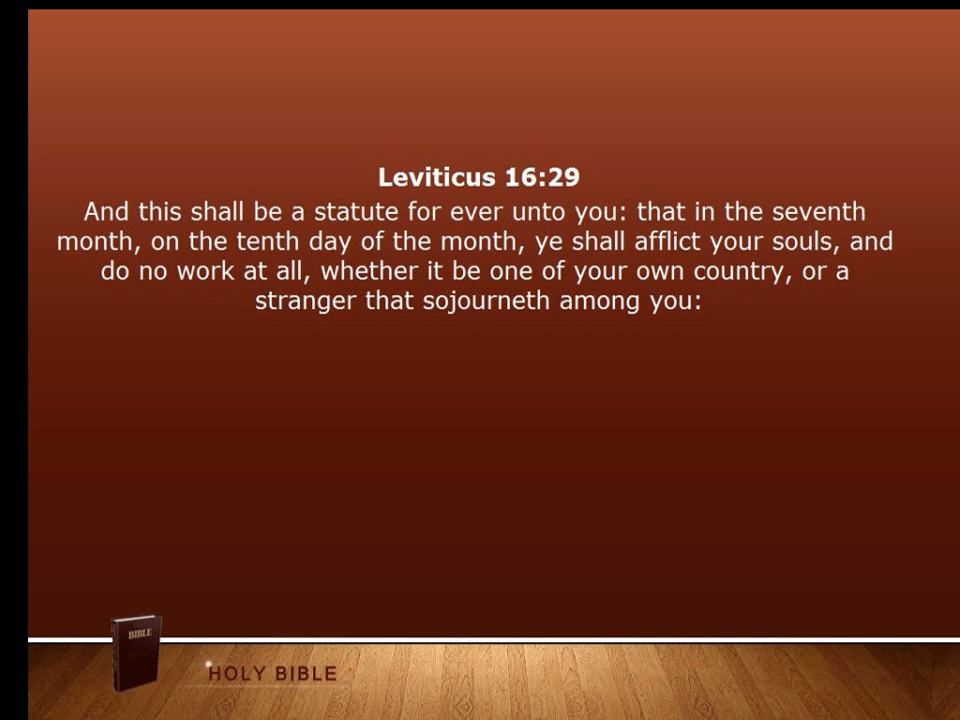 Leviticus 16:29
And this shall be a statute for ever unto you: that in the seventh
month, on the tenth day of the month, ye shall afflict your souls, and
do no work at all, whether it be one of your own country, or a
stranger that sojourneth among you:
BIBLE
HOLY BIBLE